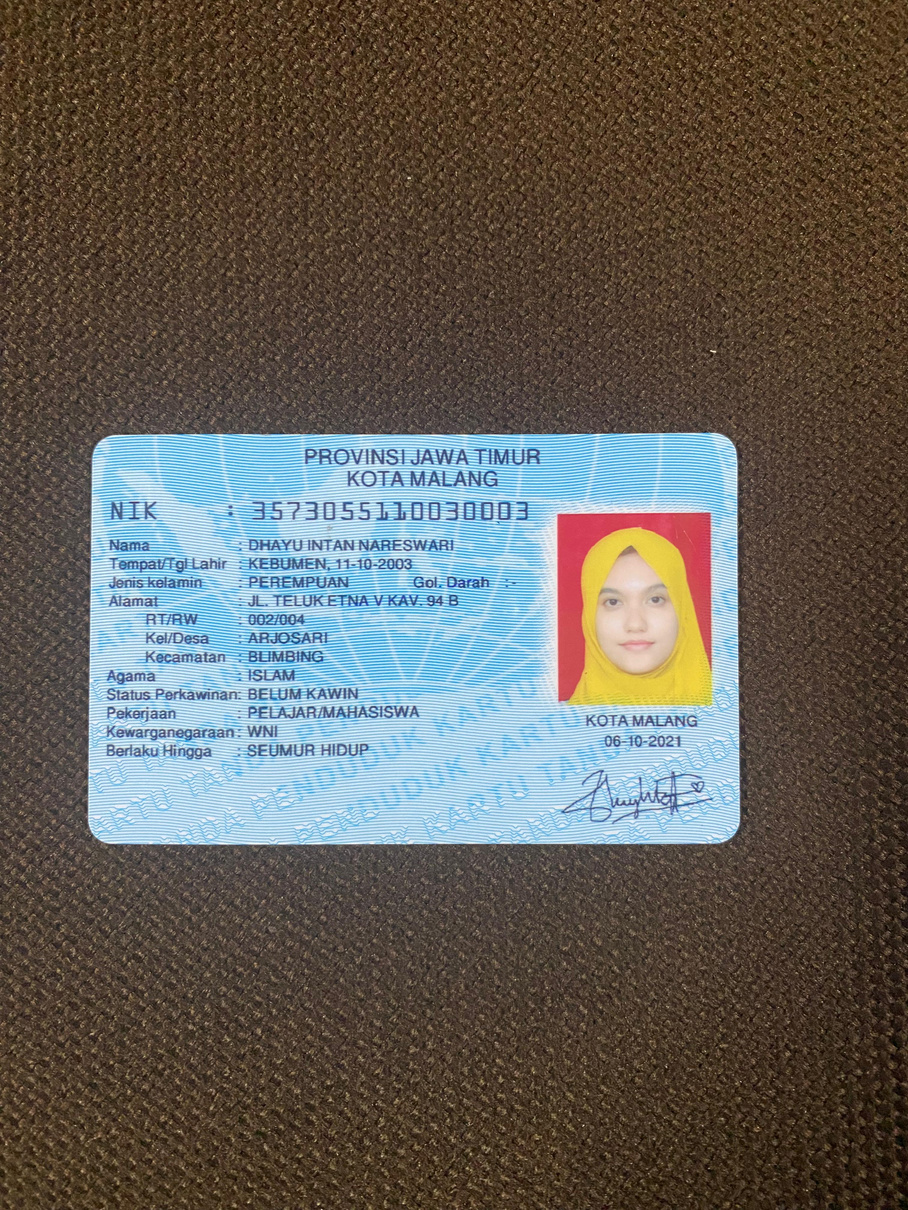 PROVINSI JAWA TIMUR
KOTA MALANG
NIK : 3573055110030003
Nama : DHAYU INTAN NARESWARI
Tempat/Tgl Lahir : KEBUMEN, 11-10-2003
Jenis kelamin : PEREMPUAN Gol. Darah :-
Alamat : JL. TELUK ETNA V KAV. 94 B
RT/RW : 002/004
Kel/Desa : ARJOSARI
Kecamatan : BLIMBING
Agama : ISLAM
Status Perkawinan: BELUM KAWIN
Pekerjaan : PELAJAR/MAHASISWA
Kewarganegaraan : WNI
Berlaku Hingga : SEUMUR HIDUP
KOTA MALANG
06-10-2021